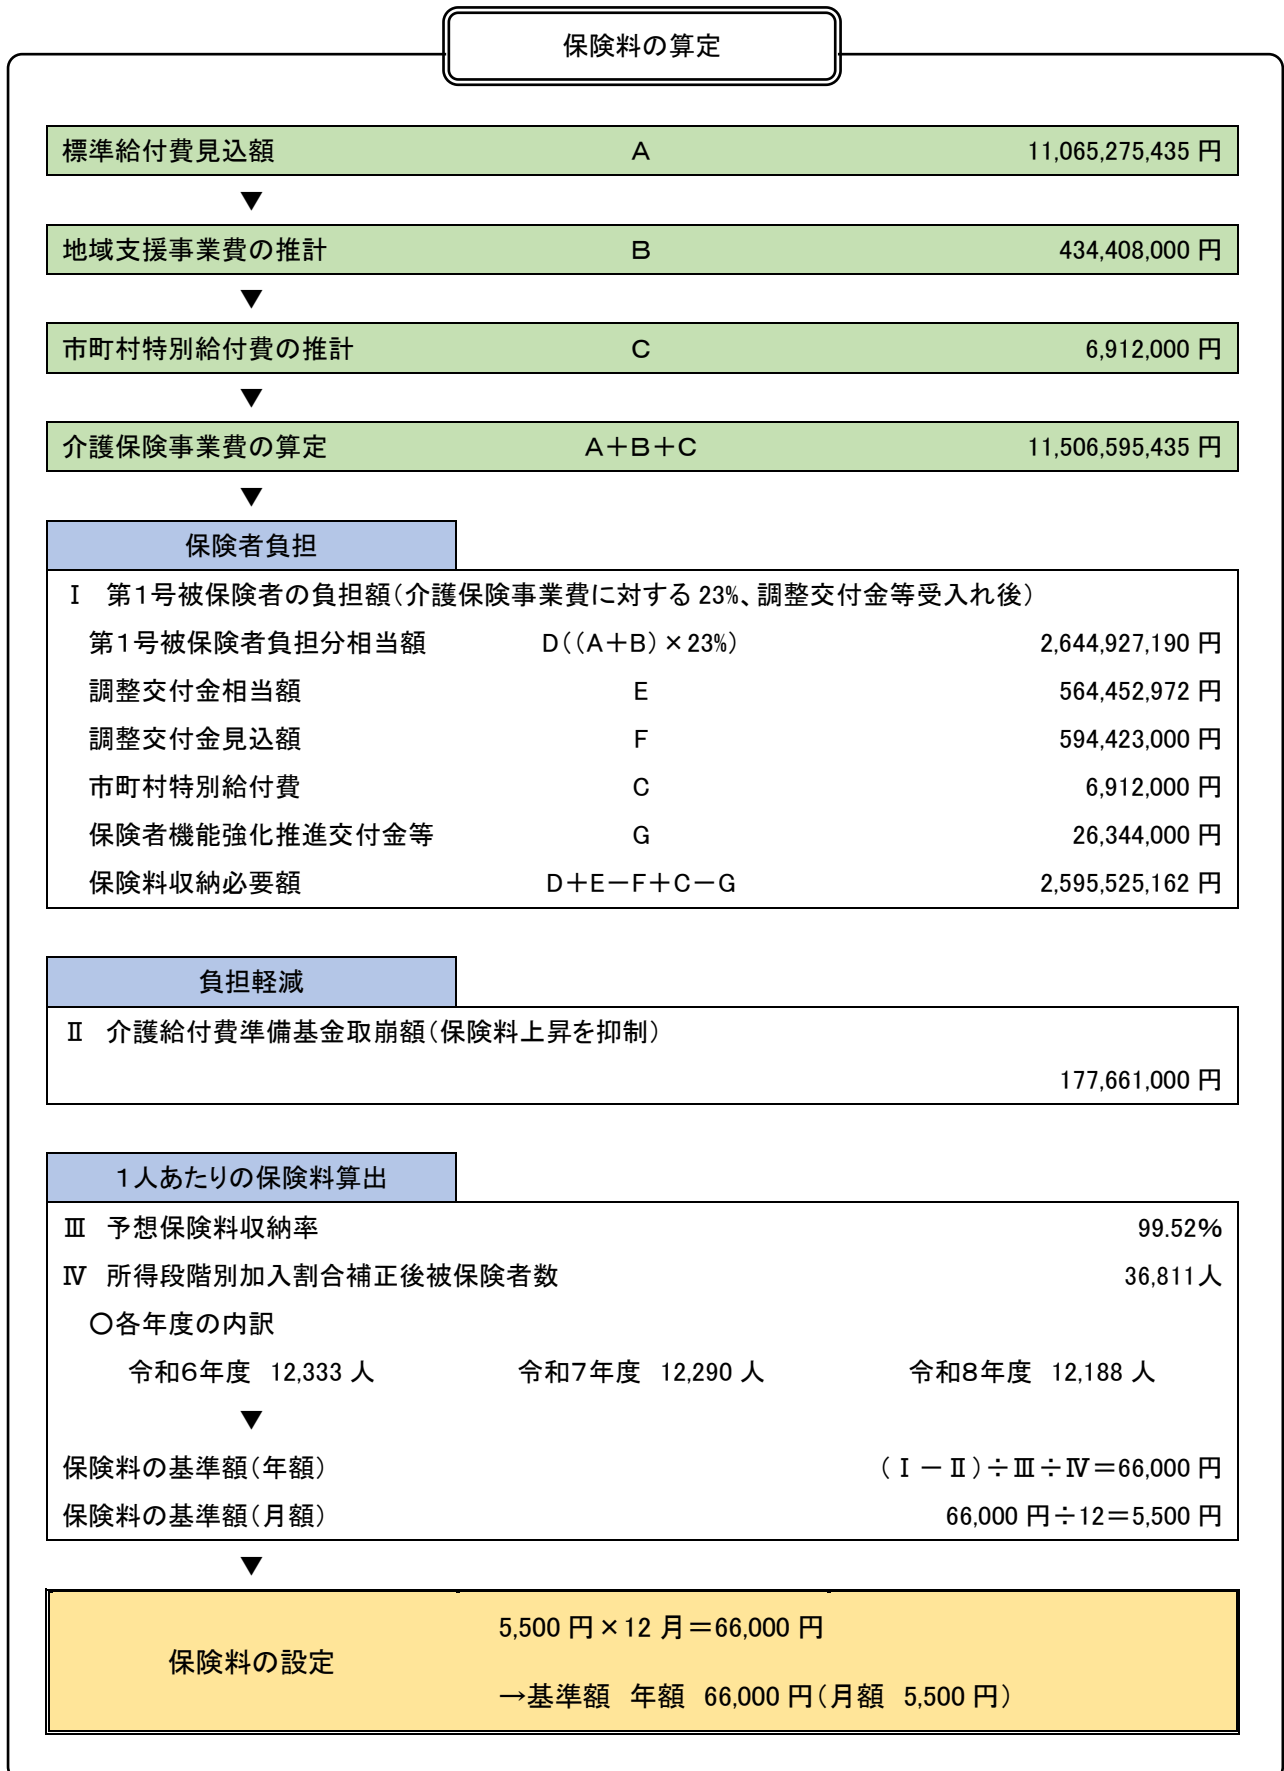 保険料の算定
標準給付費見込額 A 11,065,275,435 円
▼
地域支援事業費の推計 B 434,408,000 円
▼
市町村特別給付費の推計 C 6,912,000 円
▼
介護保険事業費の算定 A＋B＋C 11,506,595,435 円
▼
保険者負担
Ⅰ 第１号被保険者の負担額（介護保険事業費に対する 23%、調整交付金等受入れ後）
第１号被保険者負担分相当額 D（（A＋B）×23%） 2,644,927,190 円
調整交付金相当額 E 564,452,972 円
調整交付金見込額 F 594,423,000 円
市町村特別給付費 C 6,912,000 円
保険者機能強化推進交付金等 G 26,344,000 円
保険料収納必要額 D＋E－F＋C－G 2,595,525,162 円
負担軽減
Ⅱ 介護給付費準備基金取崩額（保険料上昇を抑制）
177,661,000 円
１人あたりの保険料算出
Ⅲ 予想保険料収納率 99.52%
Ⅳ 所得段階別加入割合補正後被保険者数 36,811人
〇各年度の内訳
令和６年度 12,333 人 令和７年度 12,290 人 令和８年度 12,188 人
▼
保険料の基準額（年額） （Ⅰ－Ⅱ）÷Ⅲ÷Ⅳ＝66,000 円
保険料の基準額（月額） 66,000 円÷12＝5,500 円
▼
保険料の設定
5,500 円×12 月＝66,000 円
→基準額 年額 66,000 円（月額 5,500 円）